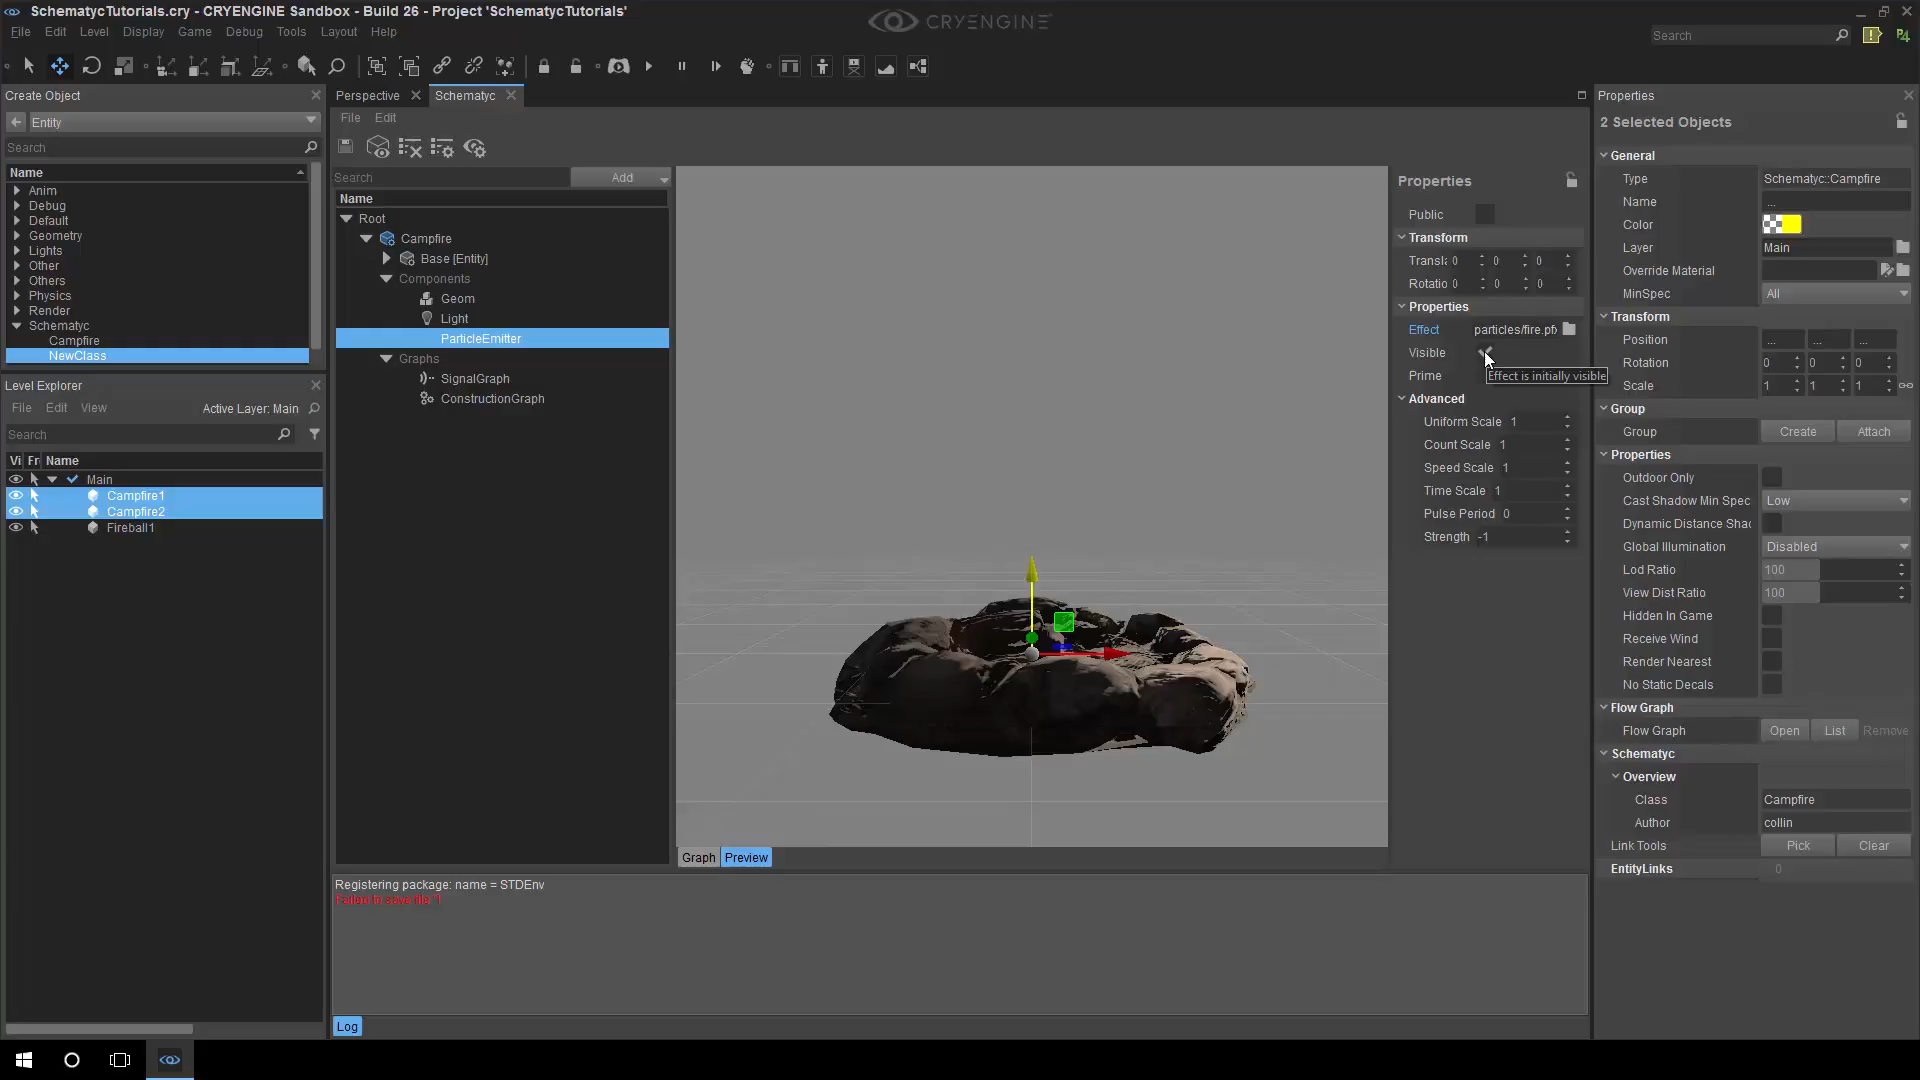 SchematycTutorials.cry - CRYENGINE Sandbox - Build 26 - Project 'SchematycTutorials'
CRYENGINE
File Edit Level Display Game Debug Tools Layout Help
Search
Create Object
Entity
Search
Name
Anim
Debug
Default
Geometry
Lights
Other
Others
Physics
Render
Schematyc
Campfire
NewClass
Level Explorer
File Edit View Active Layer: Main
Search
Vi Fr Name
Main
Campfire1
Campfire2
Fireball1
Perspective
Schematyc
File Edit
Search
Add
Name
Root
Campfire
Base [Entity]
Components
Geom
Light
ParticleEmitter
Graphs
SignalGraph
ConstructionGraph
Graph Preview
Registering package: name = STDEnv
Failed to save file "!
Log
Properties
Public
Transform
Transla 0 0 0
Rotatio 0 0 0
Properties
Effect particles/fire.pf
Visible
Effect is initially visible
Prime
Advanced
Uniform Scale 1
Count Scale 1
Speed Scale 1
Time Scale 1
Pulse Period 0
Strength -1
Properties
2 Selected Objects
General
Type Schematyc::Campfire
Name ...
Color
Layer Main
Override Material
MinSpec All
Transform
Position ... ... ...
Rotation 0 0 0
Scale 1 1 1
Group
Group Create Attach
Properties
Outdoor Only
Cast Shadow Min Spec Low
Dynamic Distance Shac
Global Illumination Disabled
Lod Ratio 100
View Dist Ratio 100
Hidden In Game
Receive Wind
Render Nearest
No Static Decals
Flow Graph
Flow Graph Open List Remove
Schematyc
Overview
Class Campfire
Author collin
Link Tools Pick Clear
EntityLinks 0